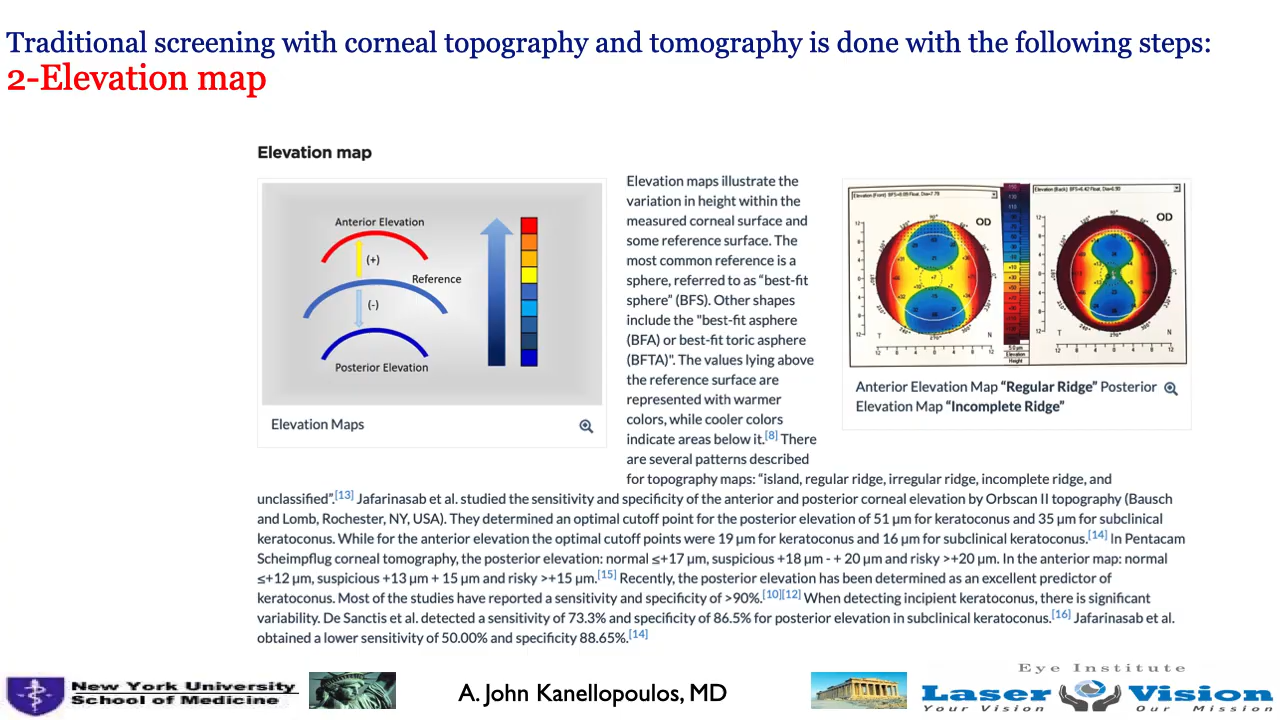 Traditional screening with corneal topography and tomography is done with the following steps:
2-Elevation map
Elevation map
Anterior Elevation
(+)
Reference
(-)
Posterior Elevation
Elevation Maps
Elevation maps illustrate the
variation in height within the
measured corneal surface and
some reference surface. The
most common reference is a
sphere, referred to as “best-fit
sphere” (BFS). Other shapes
include the "best-fit asphere
(BFA) or best-fit toric asphere
(BFTA)". The values lying above
the reference surface are
represented with warmer
colors, while cooler colors
indicate areas below it.[8] There
are several patterns described
for topography maps: “island, regular ridge, irregular ridge, incomplete ridge, and
unclassified”.[13] Jafarinasab et al. studied the sensitivity and specificity of the anterior and posterior corneal elevation by Orbscan II topography (Bausch
and Lomb, Rochester, NY, USA). They determined an optimal cutoff point for the posterior elevation of 51 μm for keratoconus and 35 μm for subclinical
keratoconus. While for the anterior elevation the optimal cutoff points were 19 μm for keratoconus and 16 μm for subclinical keratoconus.[14] In Pentacam
Scheimpflug corneal tomography, the posterior elevation: normal ≤+17 μm, suspicious +18 μm - + 20 μm and risky >+20 μm. In the anterior map: normal
≤+12 μm, suspicious +13 μm + 15 μm and risky >+15 μm.[15] Recently, the posterior elevation has been determined as an excellent predictor of
keratoconus. Most of the studies have reported a sensitivity and specificity of >90%.[10][12] When detecting incipient keratoconus, there is significant
variability. De Sanctis et al. detected a sensitivity of 73.3% and specificity of 86.5% for posterior elevation in subclinical keratoconus.[16] Jafarinasab et al.
obtained a lower sensitivity of 50.00% and specificity 88.65%.[14]
OD
OD
T
N
T
N
Elevation
Height
Anterior Elevation Map “Regular Ridge” Posterior
Elevation Map “Incomplete Ridge”
New York University
School of Medicine
A. John Kanellopoulos, MD
Eye Institute
Laser Vision
Your Vision Our Mission